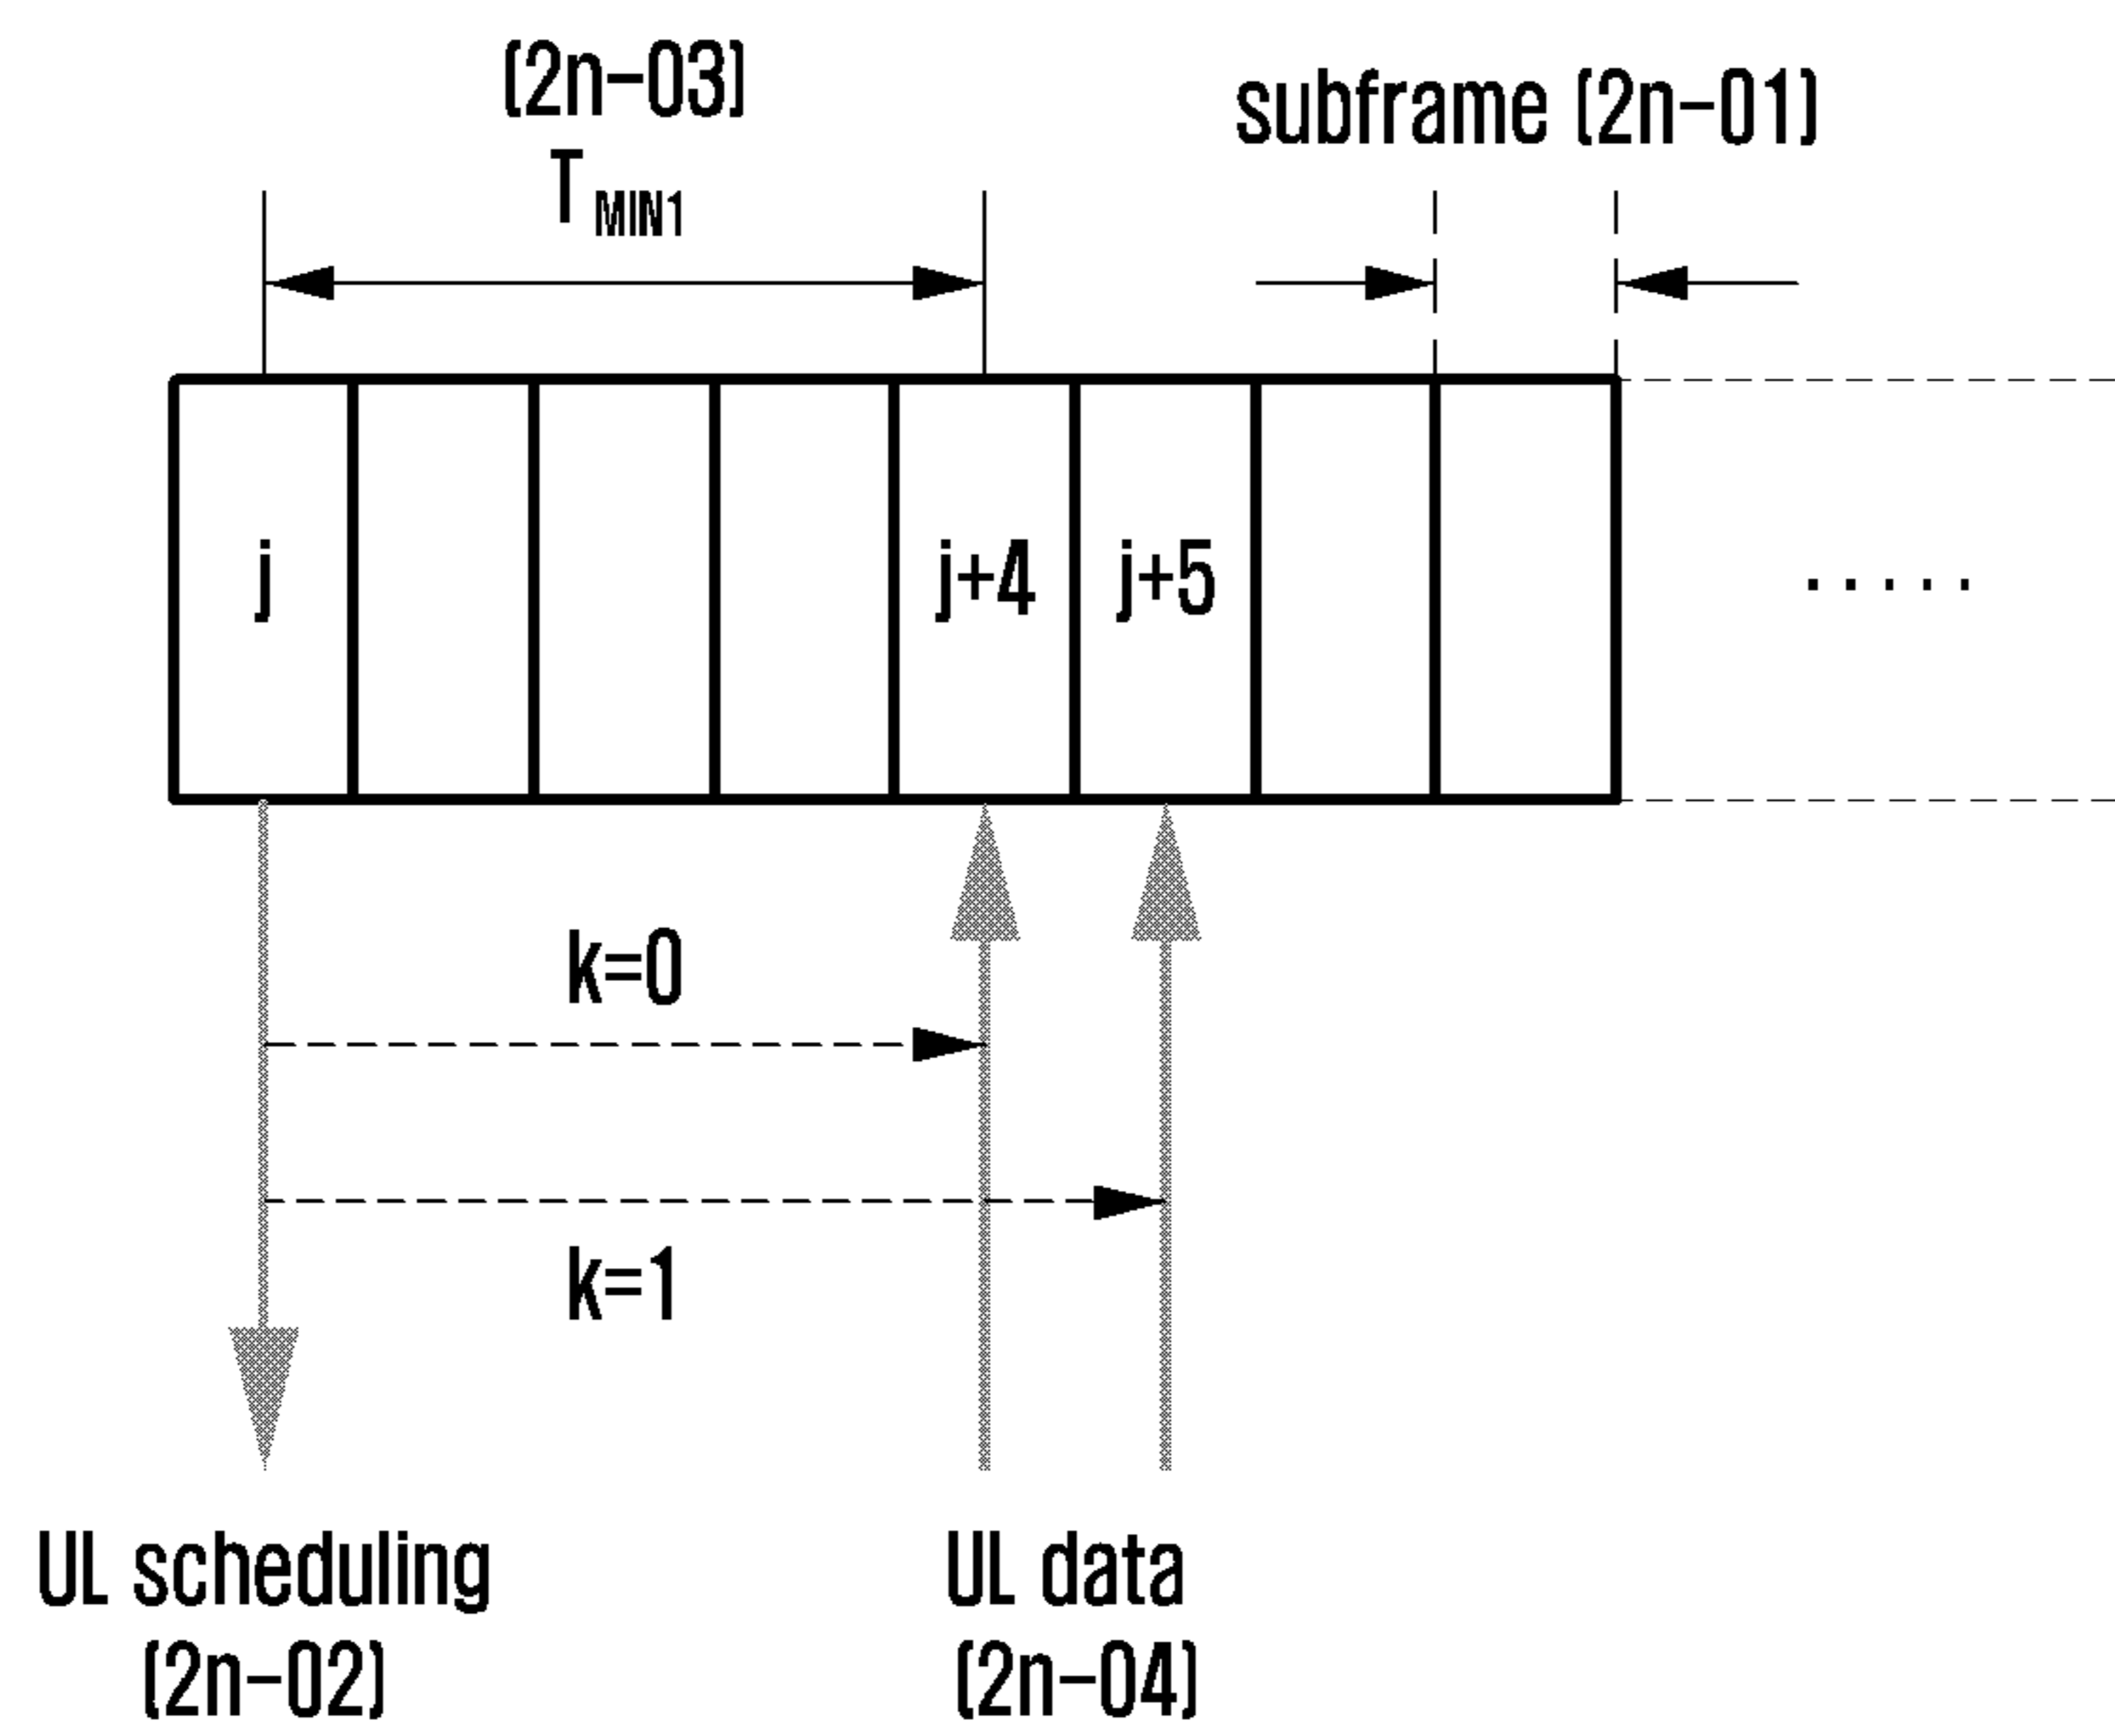 (2n-03)
T MIN1
subframe (2n-01)
j
j+4
j+5
.....
k=0
k=1
UL scheduling
(2n-02)
UL data
(2n-04)